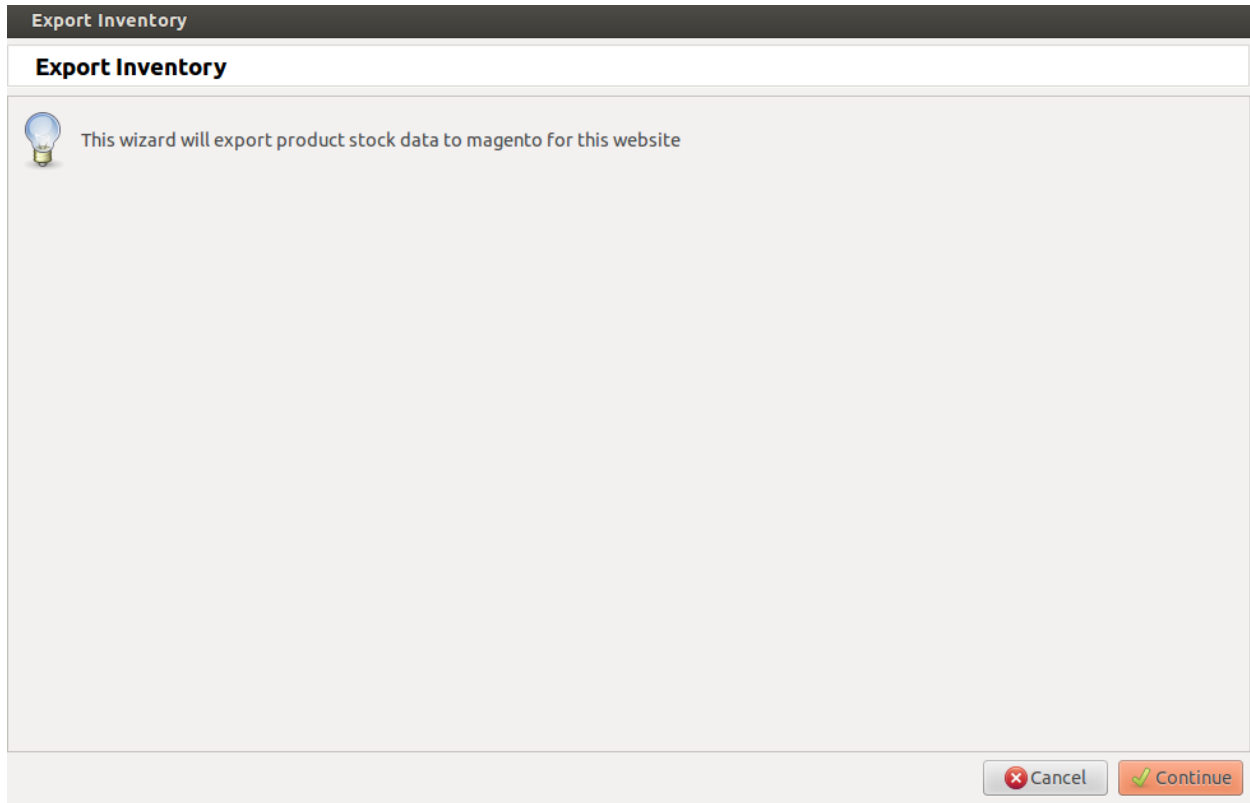 Export Inventory
Export Inventory
This wizard will export product stock data to magento for this website
Cancel
Continue